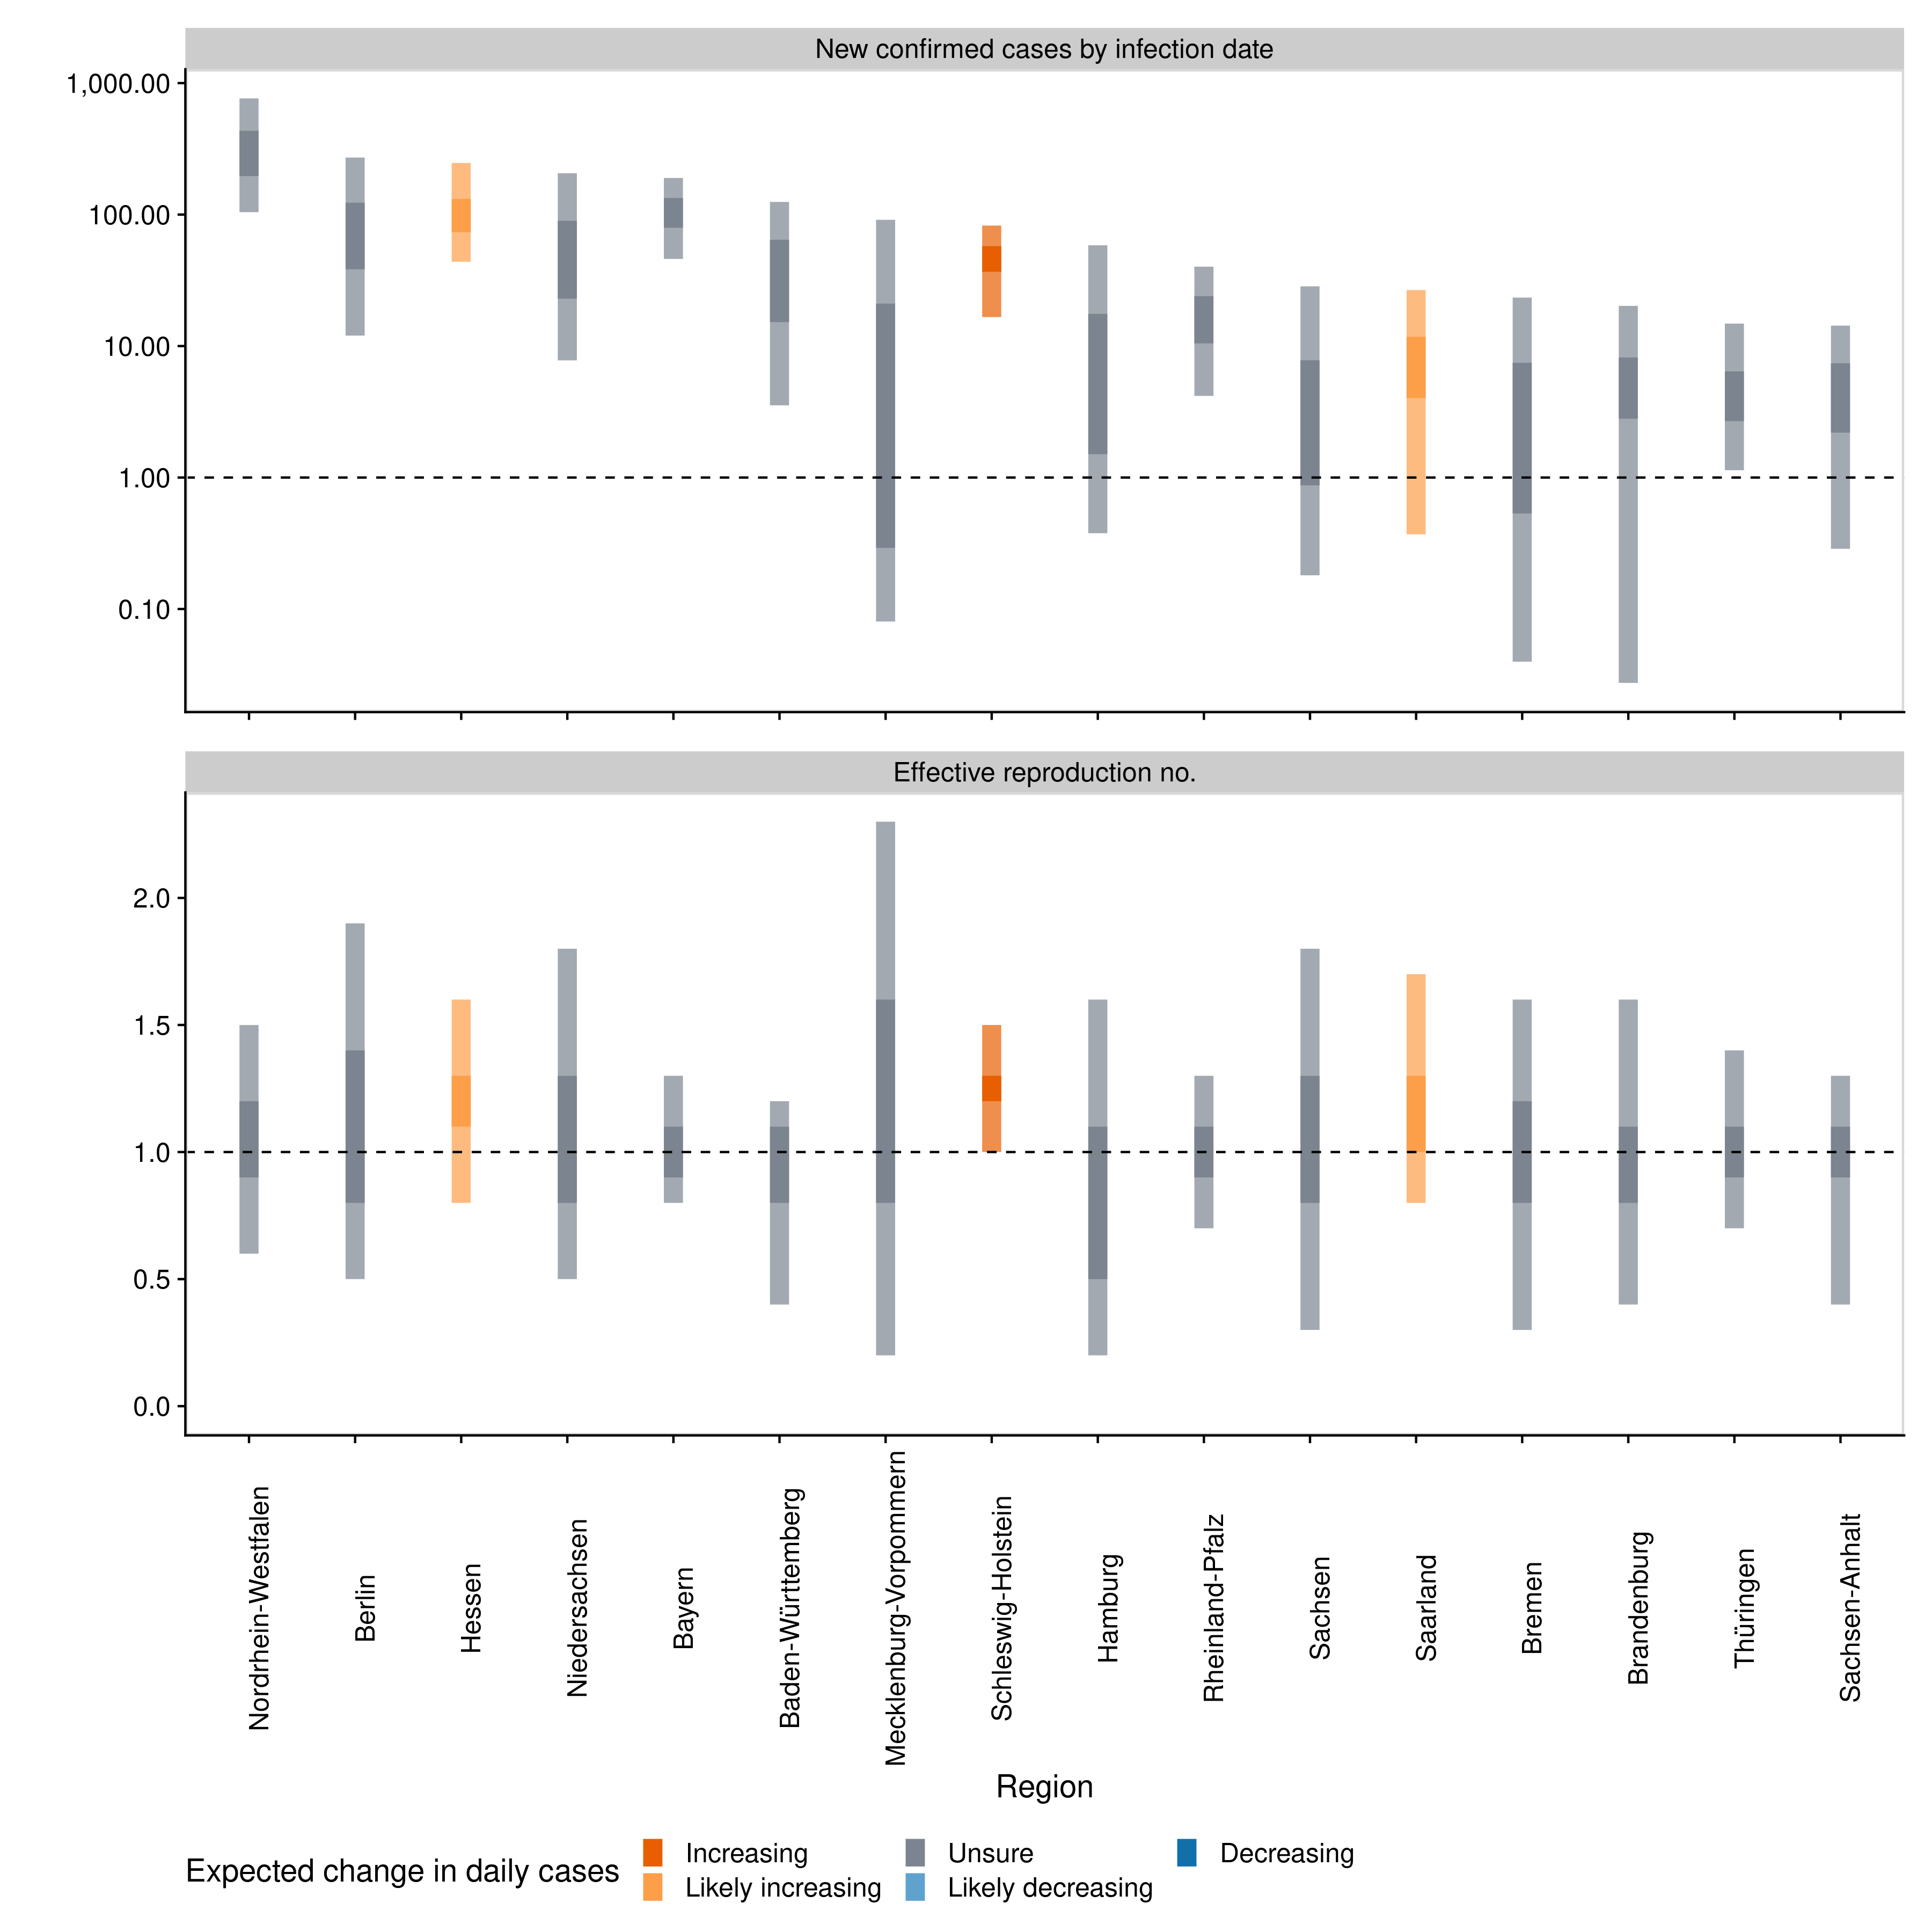 New confirmed cases by infection date
1,000.00
100.00
10.00
1.00
0.10
Effective reproduction no.
2.0
1.5
1.0
0.5
0.0
Nordrhein-Westfalen
Berlin
Hessen
Niedersachsen
Bayern
Baden-Württemberg
Mecklenburg-Vorpommern
Schleswig-Holstein
Hamburg
Rheinland-Pfalz
Sachsen
Saarland
Bremen
Brandenburg
Thüringen
Sachsen-Anhalt
Region
Expected change in daily cases
Increasing
Likely increasing
Unsure
Likely decreasing
Decreasing